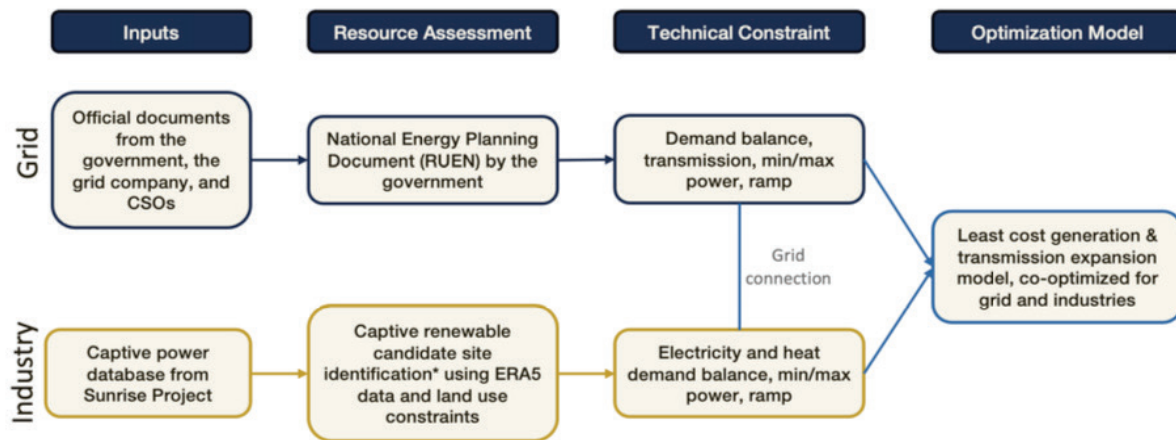 Inputs
Resource Assessment
Technical Constraint
Optimization Model
Grid
Official documents
from the
government, the
grid company, and
CSOs
National Energy Planning
Document (RUEN) by the
government
Demand balance,
transmission, min/max
power, ramp
Grid
connection
Least cost generation &
transmission expansion
model, co-optimized for
grid and industries
Industry
Captive power
database from
Sunrise Project
Captive renewable
candidate site
identification* using ERA5
data and land use
constraints
Electricity and heat
demand balance, min/max
power, ramp